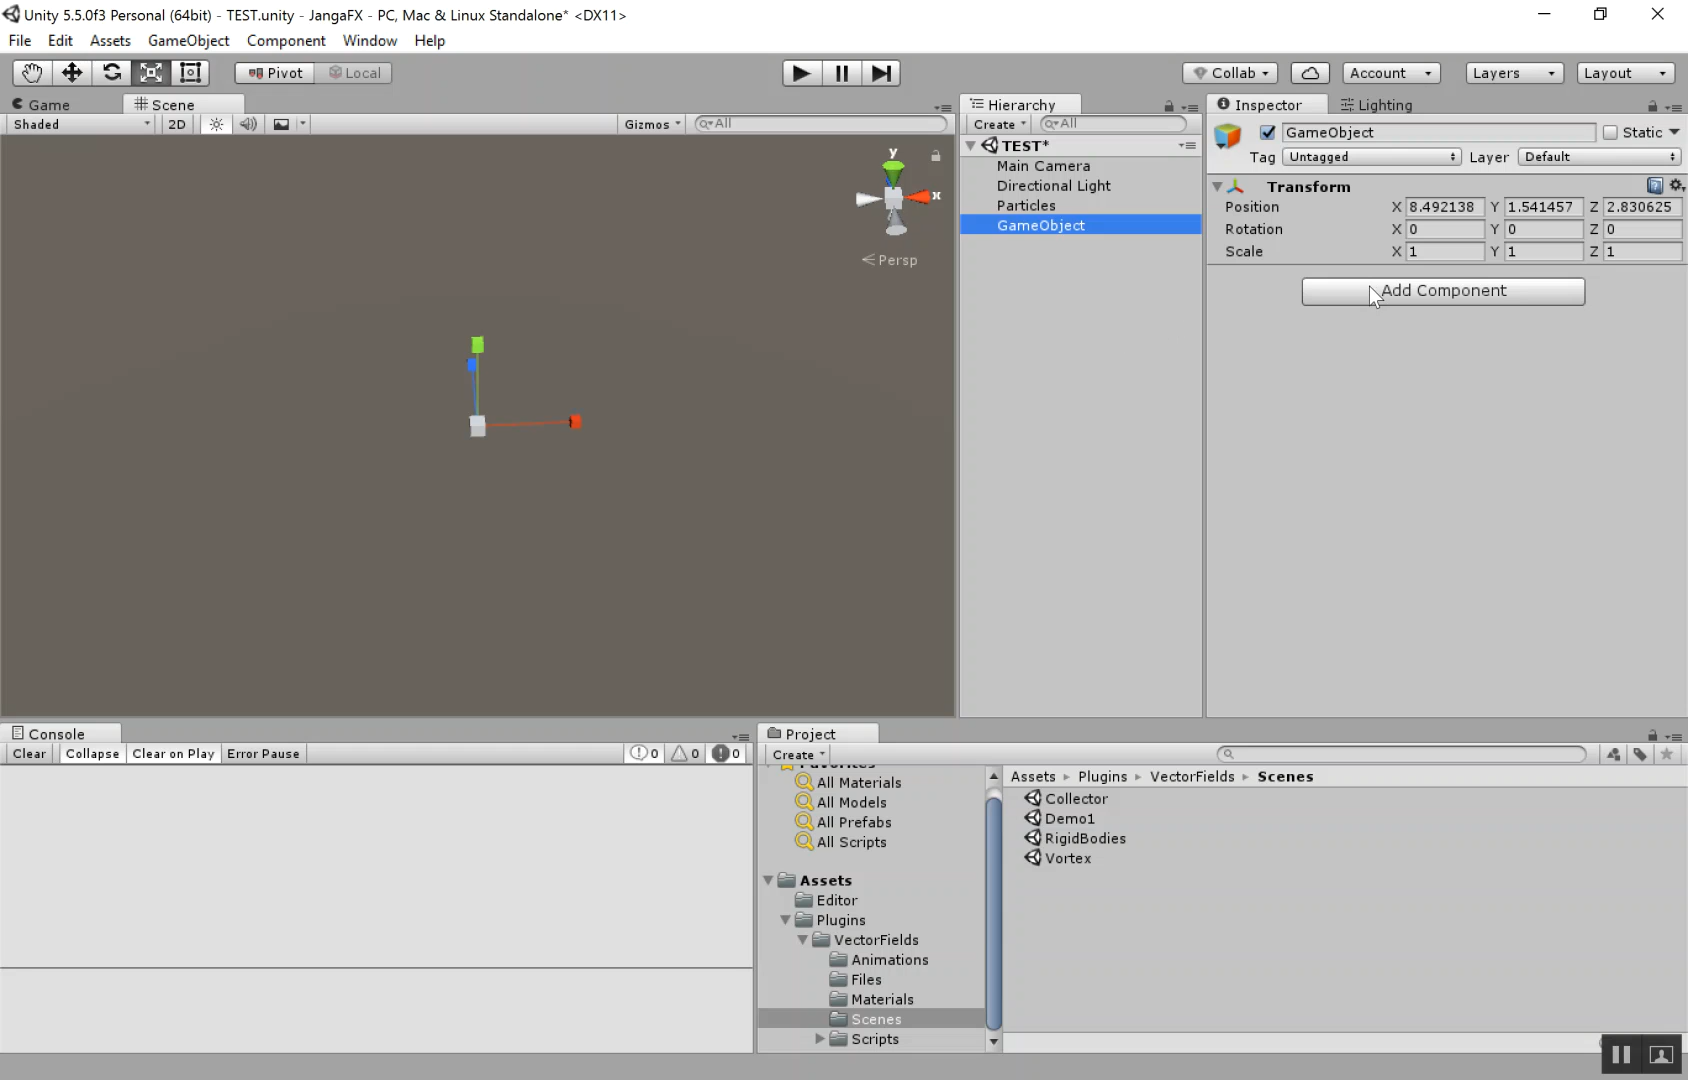 Unity 5.5.0f3 Personal (64bit) - TEST.unity - JangaFX - PC, Mac & Linux Standalone* <DX11>
File Edit Assets GameObject Component Window Help
Pivot Local Collab Account Layers Layout
Game Scene
Shaded 2D Gizmos All
y
x
Persp
Hierarchy
Create All
TEST*
Main Camera
Directional Light
Particles
GameObject
Inspector Lighting
GameObject Static
Tag Untagged Layer Default
Transform
Position X 8.492138 Y 1.541457 Z 2.830625
Rotation X 0 Y 0 Z 0
Scale X 1 Y 1 Z 1
Add Component
Console
Clear Collapse Clear on Play Error Pause 0 0 0
Project
Create
Favorites
All Materials
All Models
All Prefabs
All Scripts
Assets
Editor
Plugins
VectorFields
Animations
Files
Materials
Scenes
Scripts
Assets Plugins VectorFields Scenes
Collector
Demo1
RigidBodies
Vortex